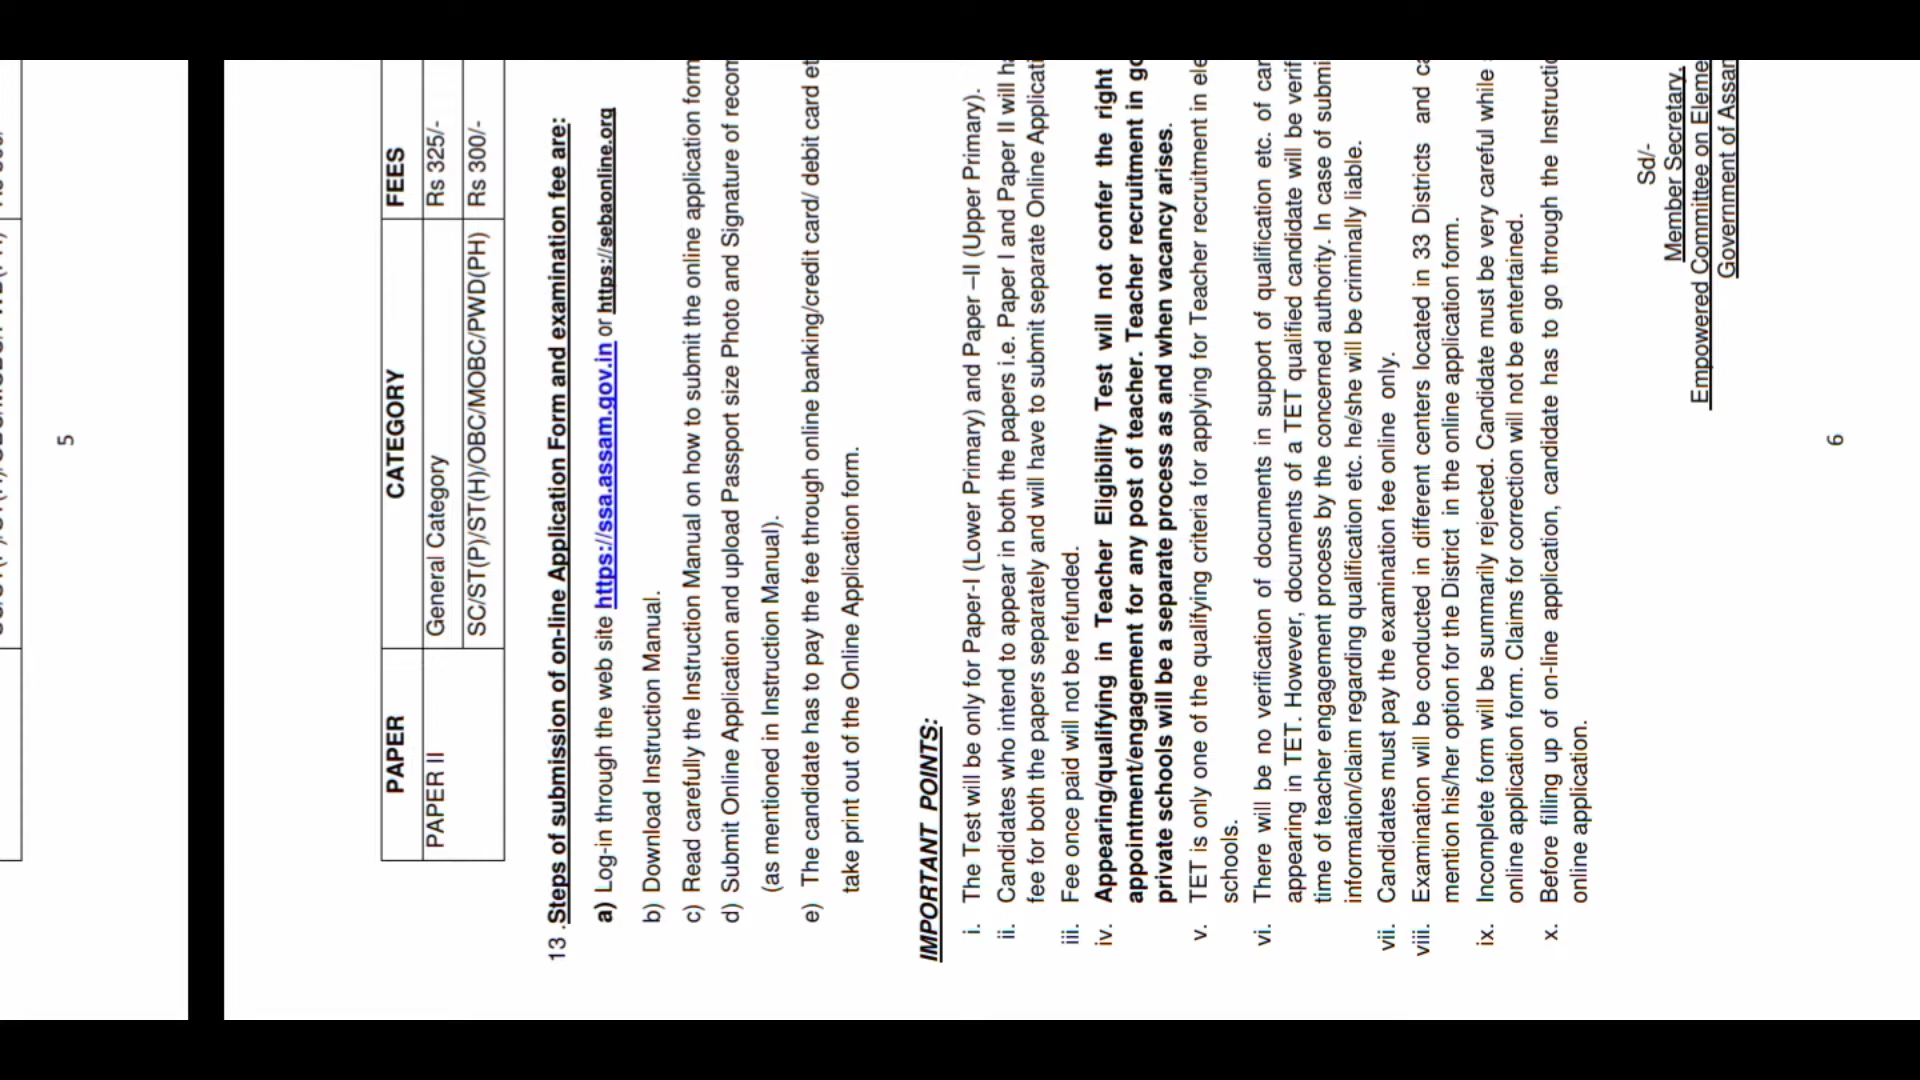 5
PAPER CATEGORY FEES
PAPER II General Category Rs 325/-
SC/ST(P)/ST(H)/OBC/MOBC/PWD(PH) Rs 300/-
13 .Steps of submission of on-line Application Form and examination fee are:
a) Log-in through the web site https://ssa.assam.gov.in or https://sebaonline.org
b) Download Instruction Manual.
c) Read carefully the Instruction Manual on how to submit the online application form
d) Submit Online Application and upload Passport size Photo and Signature of recom
(as mentioned in Instruction Manual).
e) The candidate has to pay the fee through online banking/credit card/ debit card et
take print out of the Online Application form.
IMPORTANT POINTS:
i. The Test will be only for Paper-I (Lower Primary) and Paper –II (Upper Primary).
ii. Candidates who intend to appear in both the papers i.e. Paper I and Paper II will ha
fee for both the papers separately and will have to submit separate Online Applicati
iii. Fee once paid will not be refunded.
iv. Appearing/qualifying in Teacher Eligibility Test will not confer the right
appointment/engagement for any post of teacher. Teacher recruitment in go
private schools will be a separate process as and when vacancy arises.
v. TET is only one of the qualifying criteria for applying for Teacher recruitment in ele
schools.
vi. There will be no verification of documents in support of qualification etc. of can
appearing in TET. However, documents of a TET qualified candidate will be verif
time of teacher engagement process by the concerned authority. In case of submi
information/claim regarding qualification etc. he/she will be criminally liable.
vii. Candidates must pay the examination fee online only.
viii. Examination will be conducted in different centers located in 33 Districts and ca
mention his/her option for the District in the online application form.
ix. Incomplete form will be summarily rejected. Candidate must be very careful while
online application form. Claims for correction will not be entertained.
x. Before filling up of on-line application, candidate has to go through the Instructio
online application.
Sd/-
Member Secretary.
Empowered Committee on Eleme
Government of Assam
6